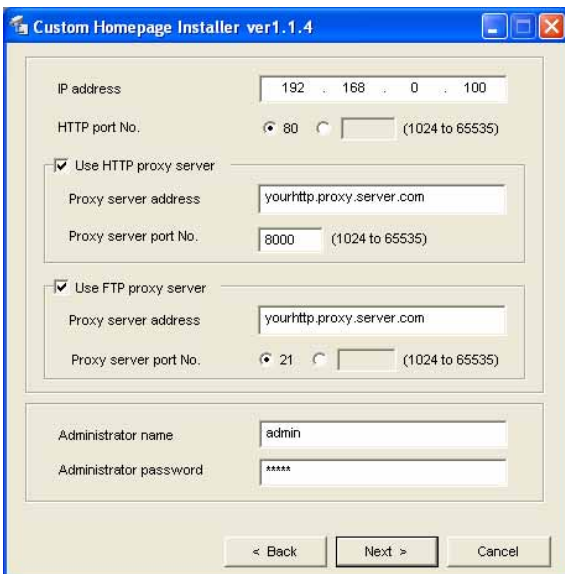 Custom Homepage Installer ver1.1.4
IP address 192 . 168 . 0 . 100
HTTP port No. 80 (1024 to 65535)
Use HTTP proxy server
Proxy server address yourhttp.proxy.server.com
Proxy server port No. 8000 (1024 to 65535)
Use FTP proxy server
Proxy server address yourhttp.proxy.server.com
Proxy server port No. 21 (1024 to 65535)
Administrator name admin
Administrator password *****
< Back Next > Cancel